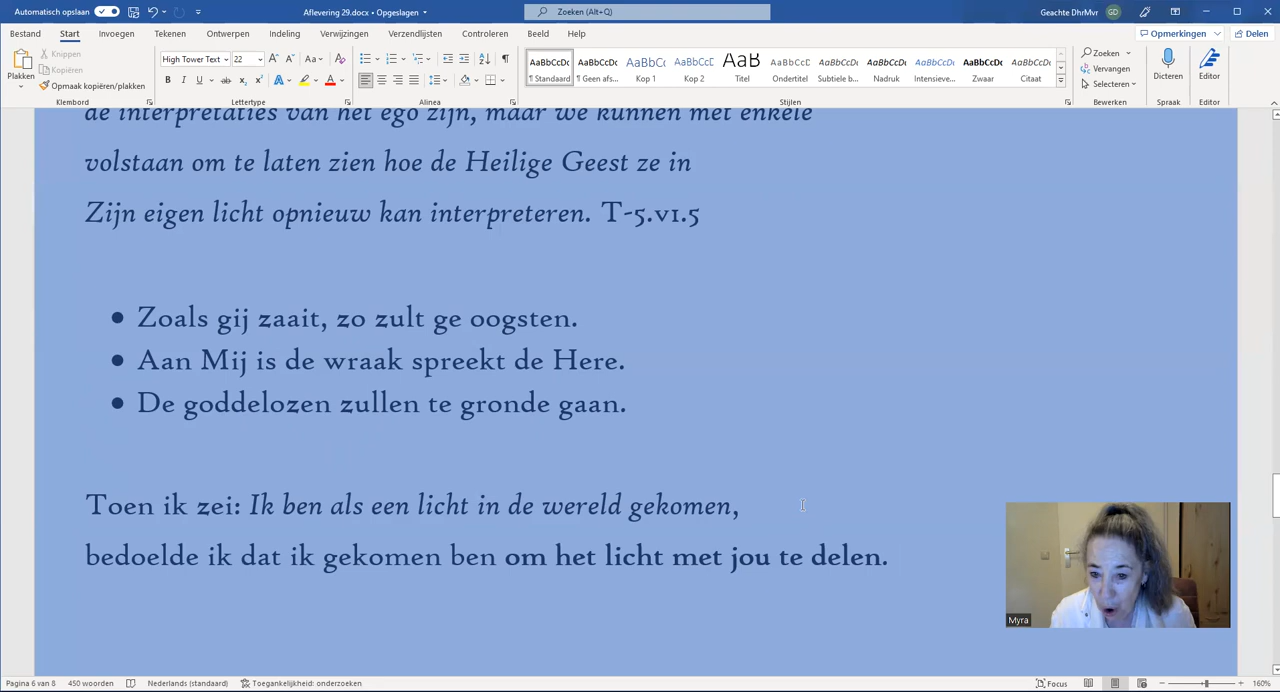 Automatisch opslaan
Aflevering 29.docx • Opgeslagen
Zoeken (Alt+Q)
Geachte DhrMvr GD
Bestand Start Invoegen Tekenen Ontwerpen Indeling Verwijzingen Verzendlijsten Controleren Beeld Help
Opmerkingen Delen
Plakken
Knippen
Kopiëren
Opmaak kopiëren/plakken
Klembord
High Tower Text 22
Lettertype
Alinea
AaBbCcDc AaBbCcDc AaBbCc AaBbCcC AaB AaBbCcD AaBbCcDc AaBbCcDc AaBbCcDc AaBbCcDc AaBbCcDc
Standaard Geen afs... Kop 1 Kop 2 Titel Ondertitel Subtiele b... Nadruk Intensieve... Zwaar Citaat
Stijlen
Zoeken
Vervangen
Selecteren
Bewerken
Dicteren
Spraak
Editor
Editor
de interpretaties van het ego zijn, maar we kunnen met enkele
volstaan om te laten zien hoe de Heilige Geest ze in
Zijn eigen licht opnieuw kan interpreteren. T-5.v1.5
• Zoals gij zaait, zo zult ge oogsten.
• Aan Mij is de wraak spreekt de Here.
• De goddelozen zullen te gronde gaan.
Toen ik zei: Ik ben als een licht in de wereld gekomen,
bedoelde ik dat ik gekomen ben om het licht met jou te delen.
Myra
Pagina 6 van 8 450 woorden Nederlands (standaard) Toegankelijkheid: onderzoeken
Focus 160%